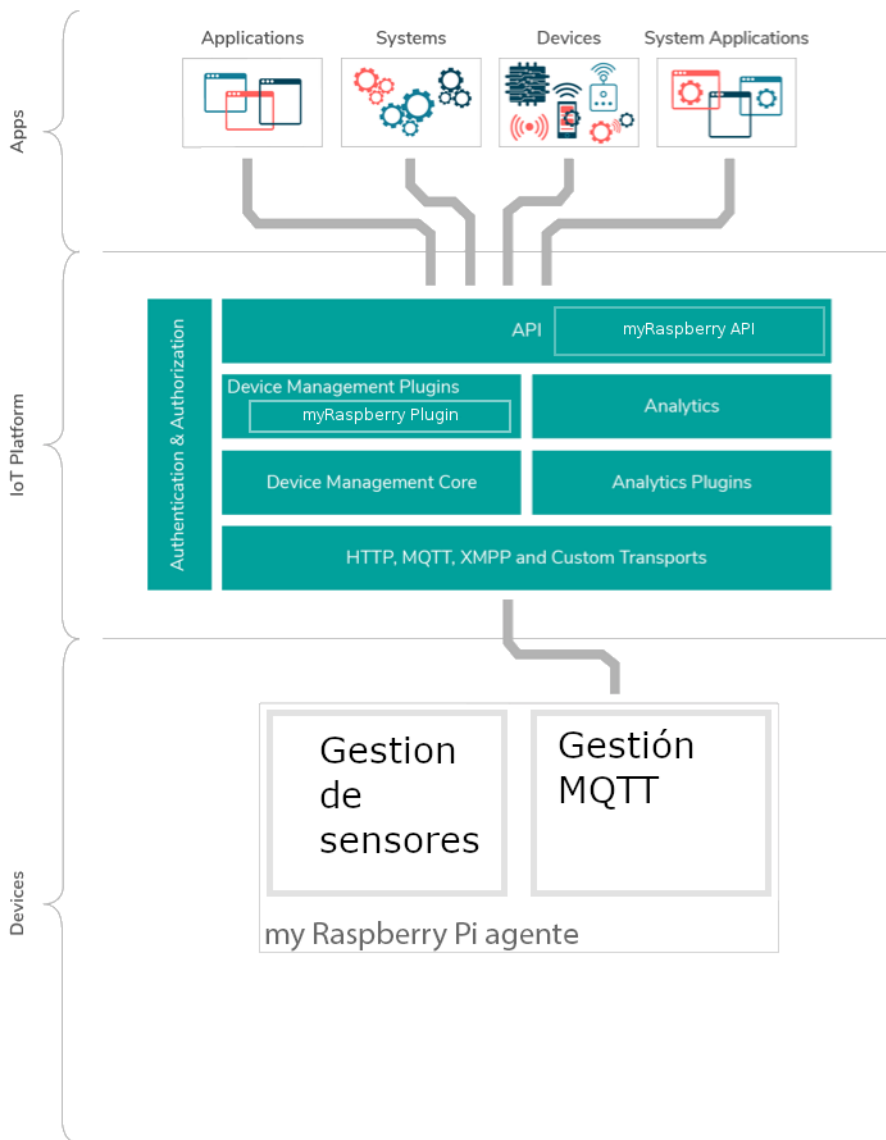 Applications
Systems
Devices
System Applications
Apps
API
myRaspberry API
Authentication & Authorization
Device Management Plugins
myRaspberry Plugin
Analytics
IoT Platform
Device Management Core
Analytics Plugins
HTTP, MQTT, XMPP and Custom Transports
Gestion
de
sensores
Gestión
MQTT
Devices
my Raspberry Pi agente